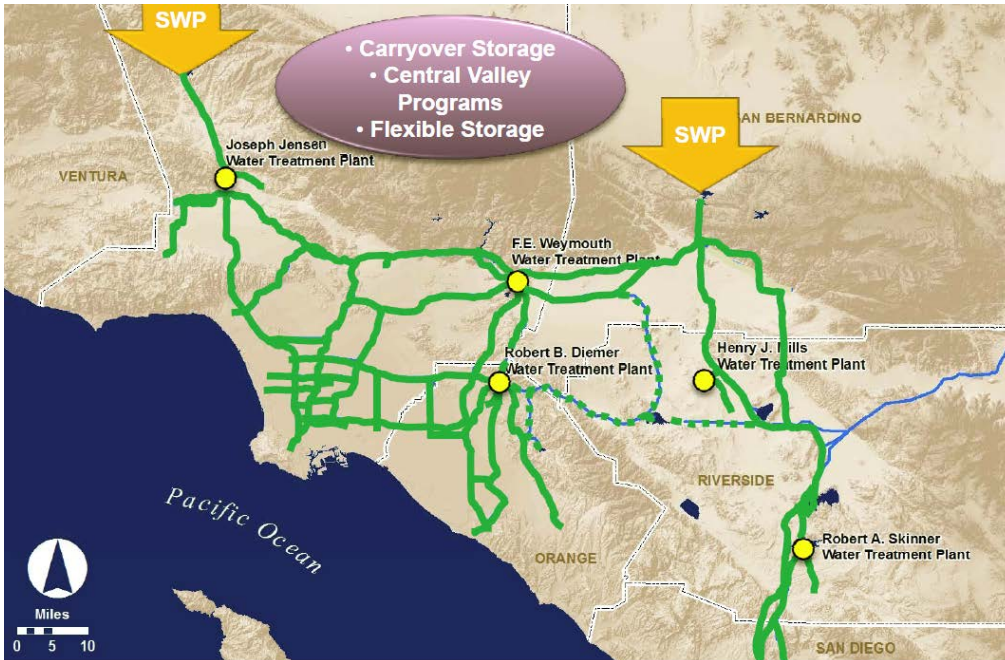 SWP
• Carryover Storage
• Central Valley
Programs
• Flexible Storage
SWP
AN BERNARDINO
Joseph Jensen
Water Treatment Plant
VENTURA
F.E. Weymouth
Water Treatment Plant
Robert B. Diemer
Water Treatment Plant
Henry J. Mills
Water Treatment Plant
RIVERSIDE
Pacific Ocean
Robert A. Skinner
Water Treatment Plant
ORANGE
Miles
0 5 10
SAN DIEGO